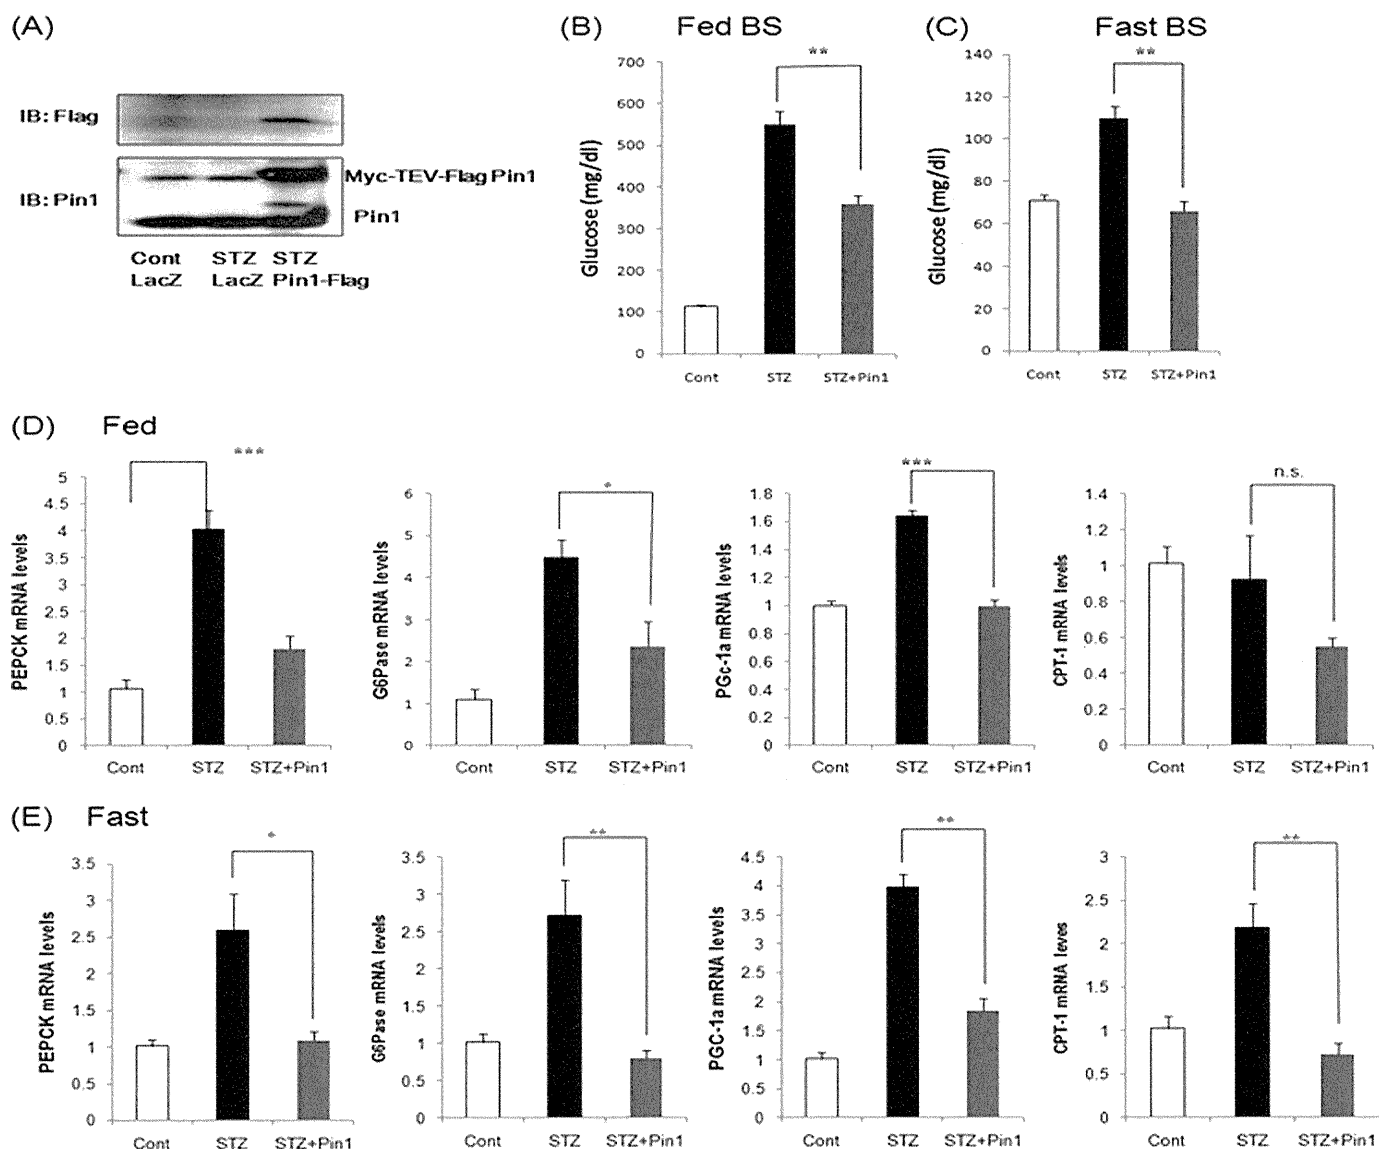 (A)
IB: Flag
IB: Pin1
Myc-TEV-Flag Pin1
Pin1
Cont STZ STZ
LacZ LacZ Pin1-Flag
(B) Fed BS
**
Glucose (mg/dl)
700
600
500
400
300
200
100
0
Cont STZ STZ+Pin1
(C) Fast BS
**
Glucose (mg/dl)
140
120
100
80
60
40
20
0
Cont STZ STZ+Pin1
(D) Fed
***
PEPCK mRNA levels
5
4.5
4
3.5
3
2.5
2
1.5
1
0.5
0
Cont STZ STZ+Pin1
*
G6Pase mRNA levels
6
5
4
3
2
1
0
Cont STZ STZ+Pin1
***
PGc-1a mRNA levels
1.8
1.6
1.4
1.2
1
0.8
0.6
0.4
0.2
0
Cont STZ STZ+Pin1
n.s.
CPT-1 mRNA levels
1.4
1.2
1
0.8
0.6
0.4
0.2
0
Cont STZ STZ+Pin1
(E) Fast
*
PEPCK mRNA levels
3.5
3
2.5
2
1.5
1
0.5
0
Cont STZ STZ+Pin1
**
G6Pase mRNA levels
3.5
3
2.5
2
1.5
1
0.5
0
Cont STZ STZ+Pin1
**
PGC-1a mRNA levels
4.5
4
3.5
3
2.5
2
1.5
1
0.5
0
Cont STZ STZ+Pin1
**
CPT-1 mRNA leves
3
2.5
2
1.5
1
0.5
0
Cont STZ STZ+Pin1